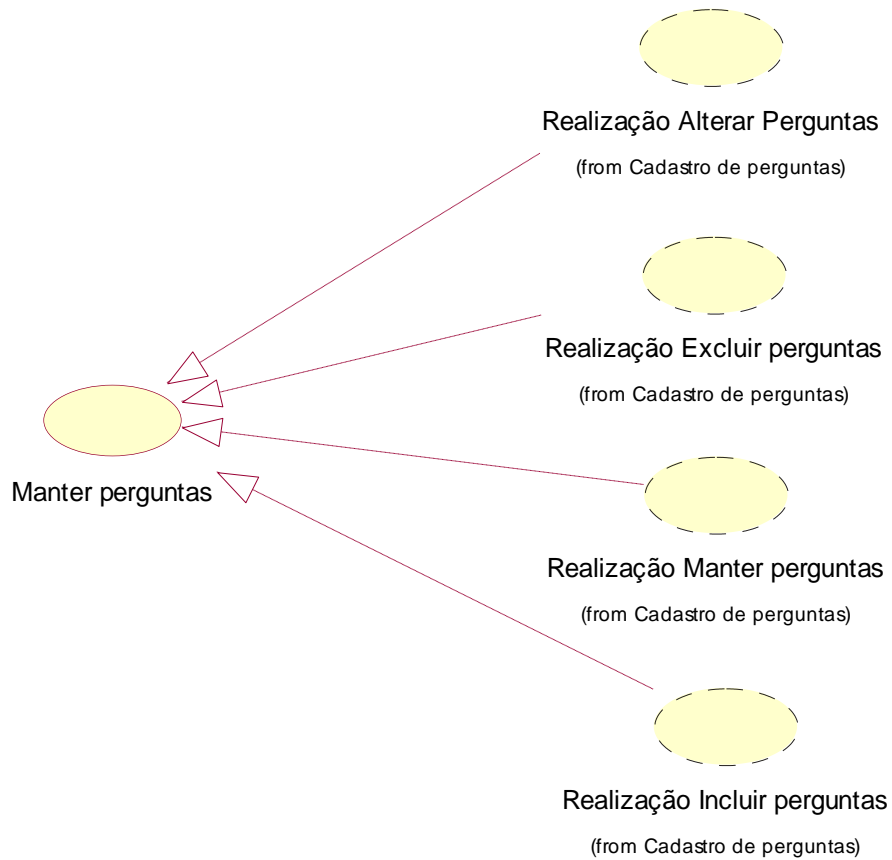 Realização Alterar Perguntas
(from Cadastro de perguntas)
Realização Excluir perguntas
(from Cadastro de perguntas)
Manter perguntas
Realização Manter perguntas
(from Cadastro de perguntas)
Realização Incluir perguntas
(from Cadastro de perguntas)